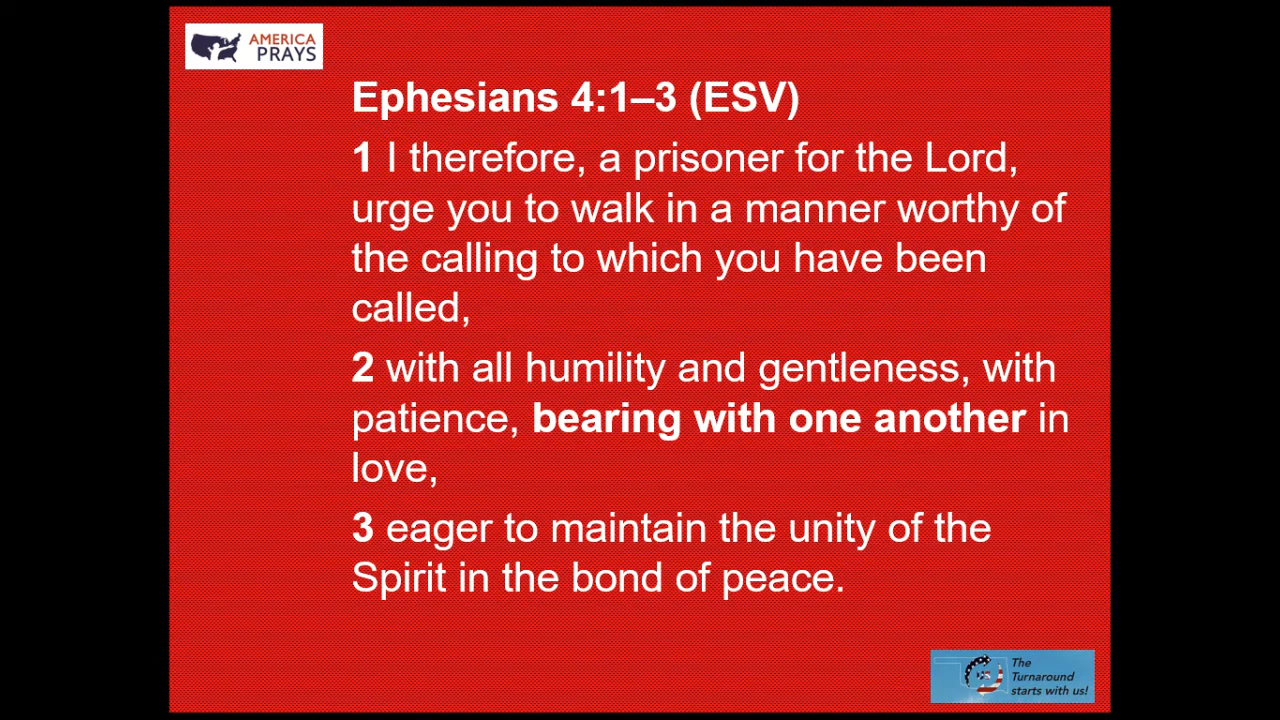 AMERICA
PRAYS
Ephesians 4:1–3 (ESV)
1 I therefore, a prisoner for the Lord,
urge you to walk in a manner worthy of
the calling to which you have been
called,
2 with all humility and gentleness, with
patience, bearing with one another in
love,
3 eager to maintain the unity of the
Spirit in the bond of peace.
The
Turnaround
starts with us!